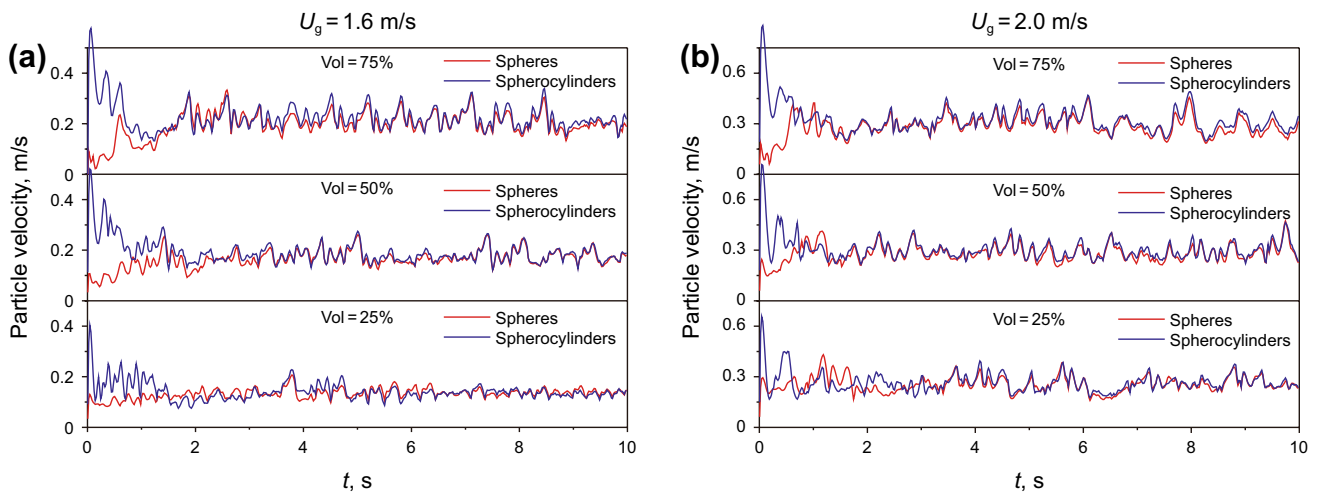 (a)
U_g = 1.6 m/s
Particle velocity, m/s
Vol = 75%
Spheres
Spherocylinders
0.4
0.2
0
Vol = 50%
Spheres
Spherocylinders
0.4
0.2
0
Vol = 25%
Spheres
Spherocylinders
0.4
0.2
0
0 2 4 6 8 10
t, s
(b)
U_g = 2.0 m/s
Particle velocity, m/s
Vol = 75%
Spheres
Spherocylinders
0.6
0.3
0
Vol = 50%
Spheres
Spherocylinders
0.6
0.3
0
Vol = 25%
Spheres
Spherocylinders
0.6
0.3
0
0 2 4 6 8 10
t, s